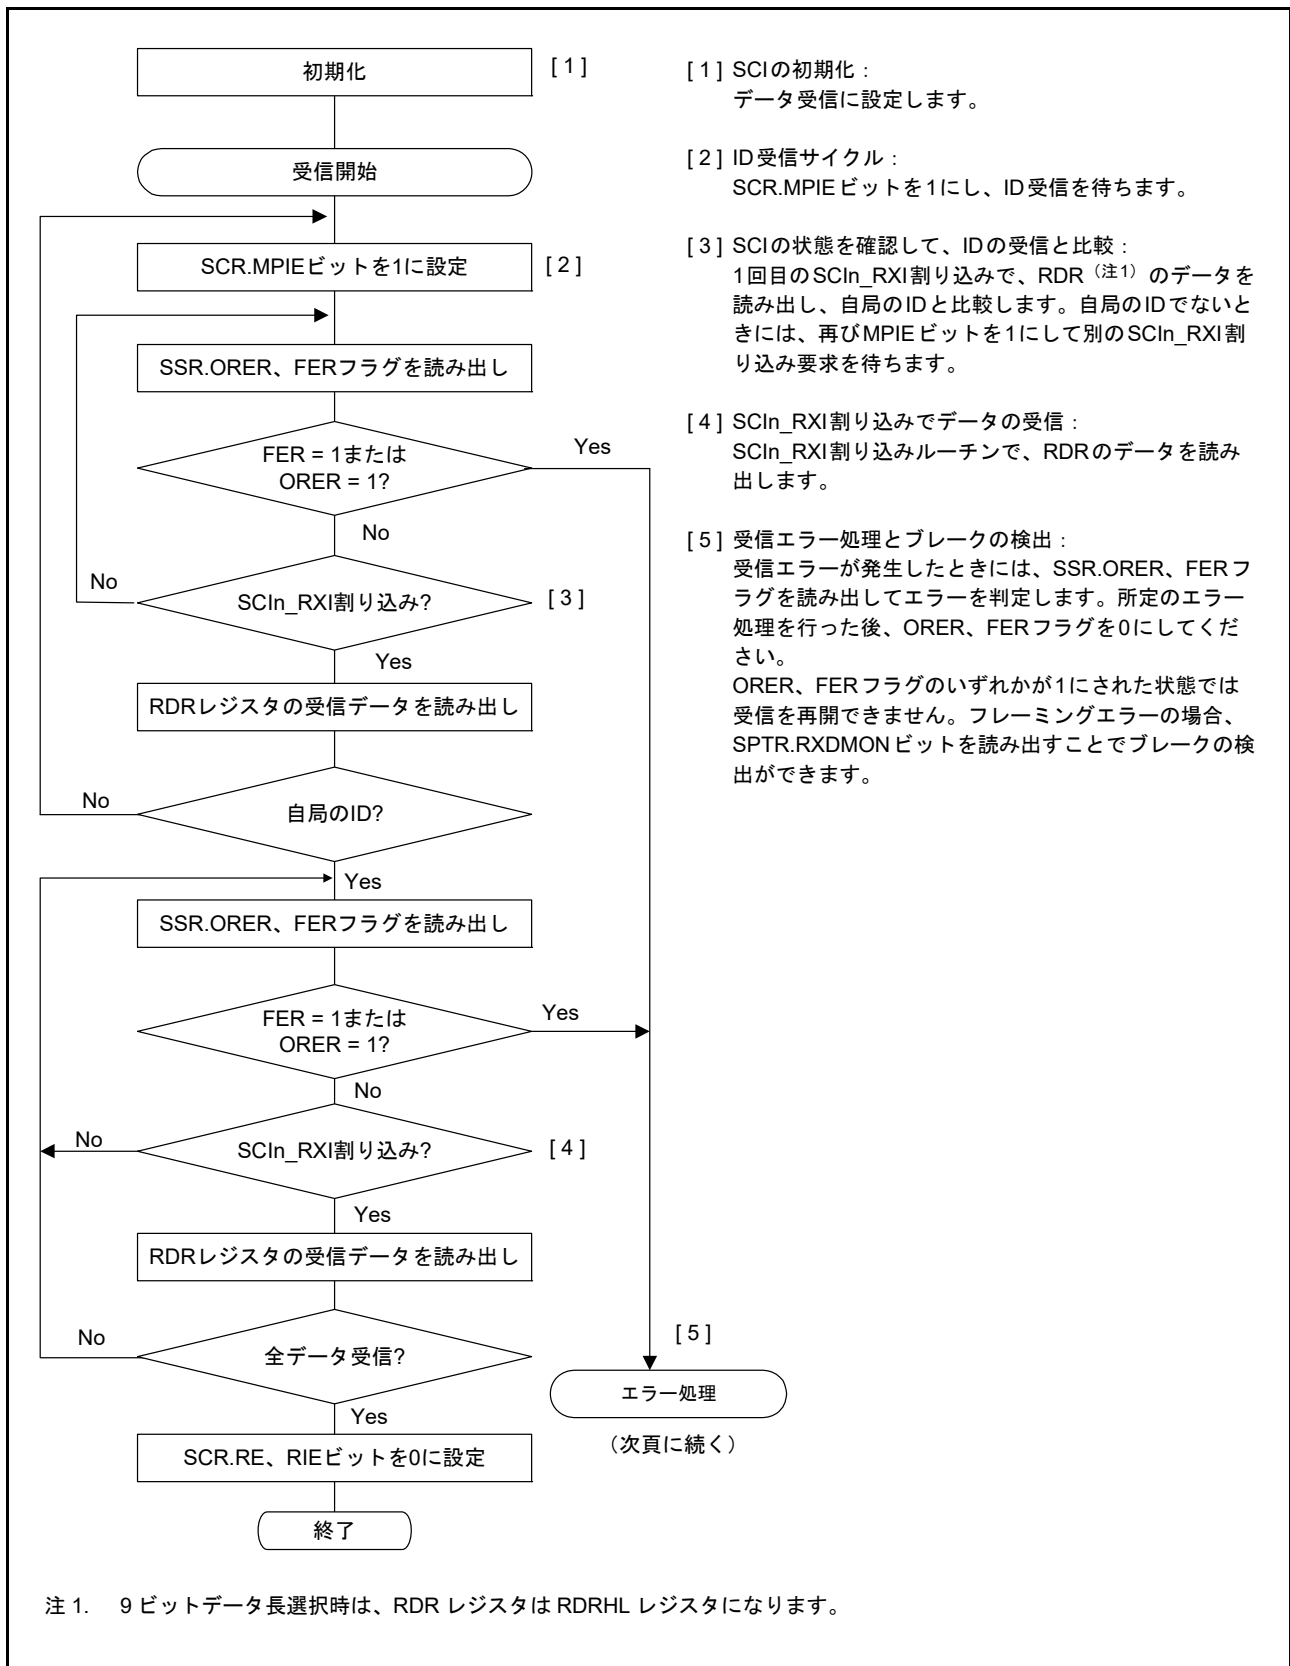 初期化
[ 1 ]
受信開始
SCR.MPIEビットを1に設定
[ 2 ]
SSR.ORER、FERフラグを読み出し
FER = 1または
ORER = 1?
Yes
No
SCIn_RXI割り込み?
No
[ 3 ]
Yes
RDRレジスタの受信データを読み出し
自局のID?
No
Yes
SSR.ORER、FERフラグを読み出し
FER = 1または
ORER = 1?
Yes
No
SCIn_RXI割り込み?
No
[ 4 ]
Yes
RDRレジスタの受信データを読み出し
全データ受信?
No
Yes
SCR.RE、RIEビットを0に設定
終了
[ 5 ]
エラー処理
（次頁に続く）
[ 1 ] SCIの初期化：
データ受信に設定します。
[ 2 ] ID受信サイクル：
SCR.MPIEビットを1にし、ID受信を待ちます。
[ 3 ] SCIの状態を確認して、IDの受信と比較：
1回目のSCIn_RXI割り込みで、RDR（注1）のデータを
読み出し、自局のIDと比較します。自局のIDでないと
きには、再びMPIEビットを1にして別のSCIn_RXI割
り込み要求を待ちます。
[ 4 ] SCIn_RXI割り込みでデータの受信：
SCIn_RXI割り込みルーチンで、RDRのデータを読み
出します。
[ 5 ] 受信エラー処理とブレークの検出：
受信エラーが発生したときには、SSR.ORER、FERフ
ラグを読み出してエラーを判定します。所定のエラー
処理を行った後、ORER、FERフラグを0にしてくだ
さい。
ORER、FERフラグのいずれかが1にされた状態では
受信を再開できません。フレーミングエラーの場合、
SPTR.RXDMONビットを読み出すことでブレークの検
出ができます。
注 1. 9 ビットデータ長選択時は、RDR レジスタは RDRHL レジスタになります。